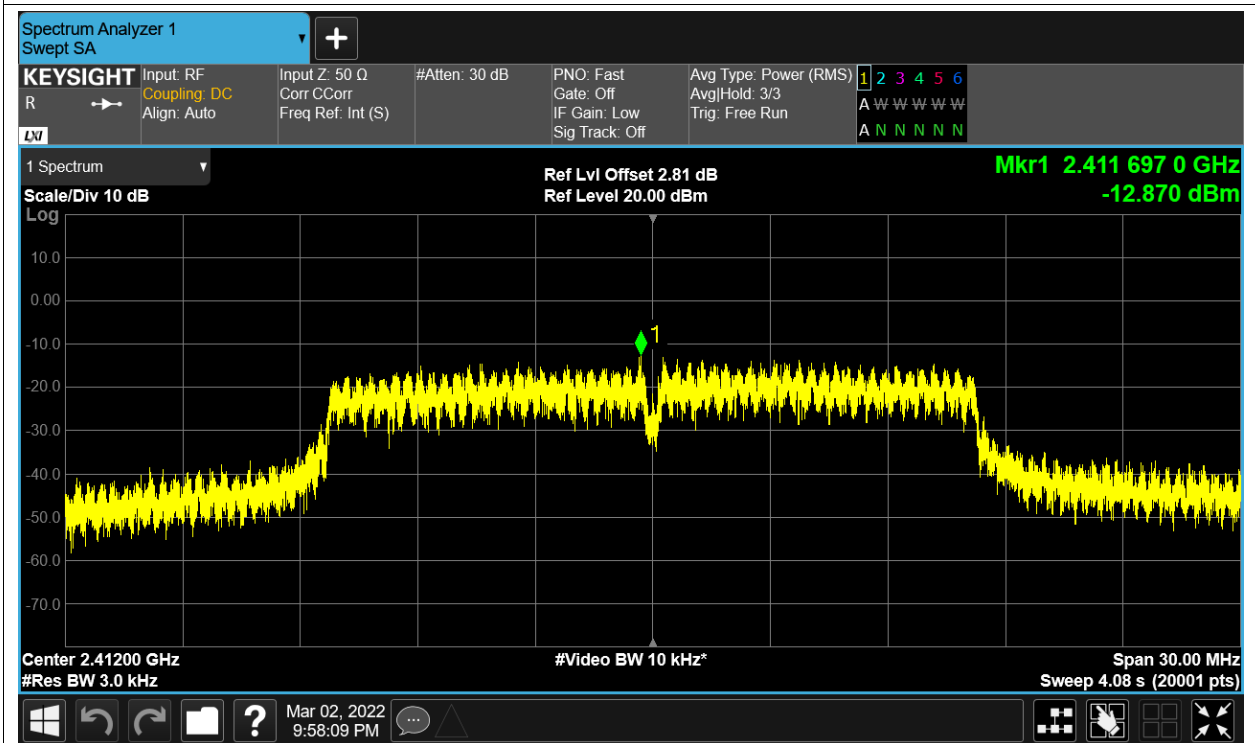 Spectrum Analyzer 1
Swept SA
KEYSIGHT
R
LXI
Input: RF
Coupling: DC
Align: Auto
Input Z: 50 Ω
Corr CCorr
Freq Ref: Int (S)
#Atten: 30 dB
PNO: Fast
Gate: Off
IF Gain: Low
Sig Track: Off
Avg Type: Power (RMS)
Avg|Hold: 3/3
Trig: Free Run
1 2 3 4 5 6
A W W W W W
A N N N N N
1 Spectrum
Scale/Div 10 dB
Ref Lvl Offset 2.81 dB
Ref Level 20.00 dBm
Mkr1 2.411 697 0 GHz
-12.870 dBm
Log
10.0
0.00
-10.0
-20.0
-30.0
-40.0
-50.0
-60.0
-70.0
1
Center 2.41200 GHz
#Res BW 3.0 kHz
#Video BW 10 kHz*
Span 30.00 MHz
Sweep 4.08 s (20001 pts)
?
Mar 02, 2022
9:58:09 PM